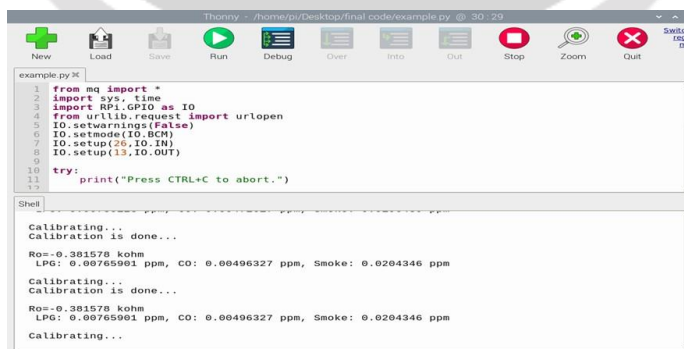 Thonny - /home/pi/Desktop/final code/example.py @ 30:29
New Load Save Run Debug Over Into Out Stop Zoom Quit
example.py
1 from mq import *
2 import sys, time
3 import RPi.GPIO as IO
4 from urllib.request import urlopen
5 IO.setwarnings(False)
6 IO.setmode(IO.BCM)
7 IO.setup(26,IO.IN)
8 IO.setup(13,IO.OUT)
9
10 try:
11 print("Press CTRL+C to abort.")
12
Shell
Calibrating...
Calibration is done...
Ro=-0.381578 kohm
LPG: 0.00765901 ppm, CO: 0.00496327 ppm, Smoke: 0.0204346 ppm
Calibrating...
Calibration is done...
Ro=-0.381578 kohm
LPG: 0.00765901 ppm, CO: 0.00496327 ppm, Smoke: 0.0204346 ppm
Calibrating...